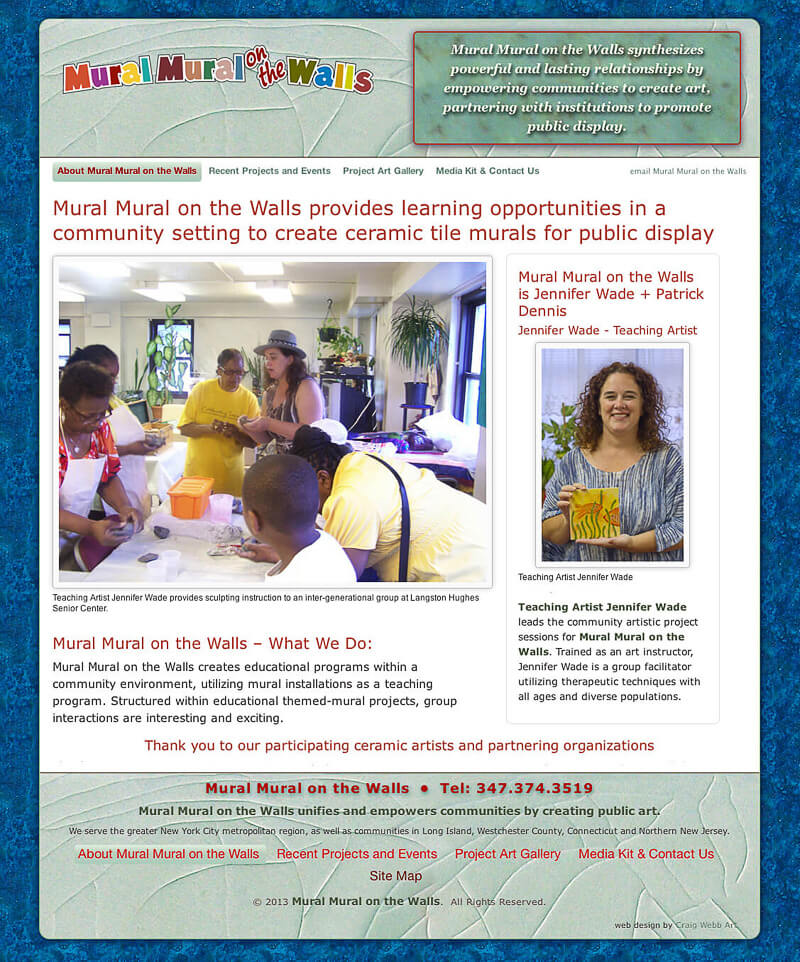 Mural Mural on the Walls
Mural Mural on the Walls synthesizes
powerful and lasting relationships by
empowering communities to create art,
partnering with institutions to promote
public display.
About Mural Mural on the Walls
Recent Projects and Events
Project Art Gallery
Media Kit & Contact Us
email Mural Mural on the Walls
Mural Mural on the Walls provides learning opportunities in a
community setting to create ceramic tile murals for public display
Teaching Artist Jennifer Wade provides sculpting instruction to an inter-generational group at Langston Hughes
Senior Center.
Mural Mural on the Walls – What We Do:
Mural Mural on the Walls creates educational programs within a
community environment, utilizing mural installations as a teaching
program. Structured within educational themed-mural projects, group
interactions are interesting and exciting.
Mural Mural on the Walls
is Jennifer Wade + Patrick
Dennis
Jennifer Wade - Teaching Artist
Teaching Artist Jennifer Wade
Teaching Artist Jennifer Wade
leads the community artistic project
sessions for Mural Mural on the
Walls. Trained as an art instructor,
Jennifer Wade is a group facilitator
utilizing therapeutic techniques with
all ages and diverse populations.
Thank you to our participating ceramic artists and partnering organizations
Mural Mural on the Walls • Tel: 347.374.3519
Mural Mural on the Walls unifies and empowers communities by creating public art.
We serve the greater New York City metropolitan region, as well as communities in Long Island, Westchester County, Connecticut and Northern New Jersey.
About Mural Mural on the Walls Recent Projects and Events Project Art Gallery Media Kit & Contact Us
Site Map
© 2013 Mural Mural on the Walls. All Rights Reserved.
web design by Craig Webb Art